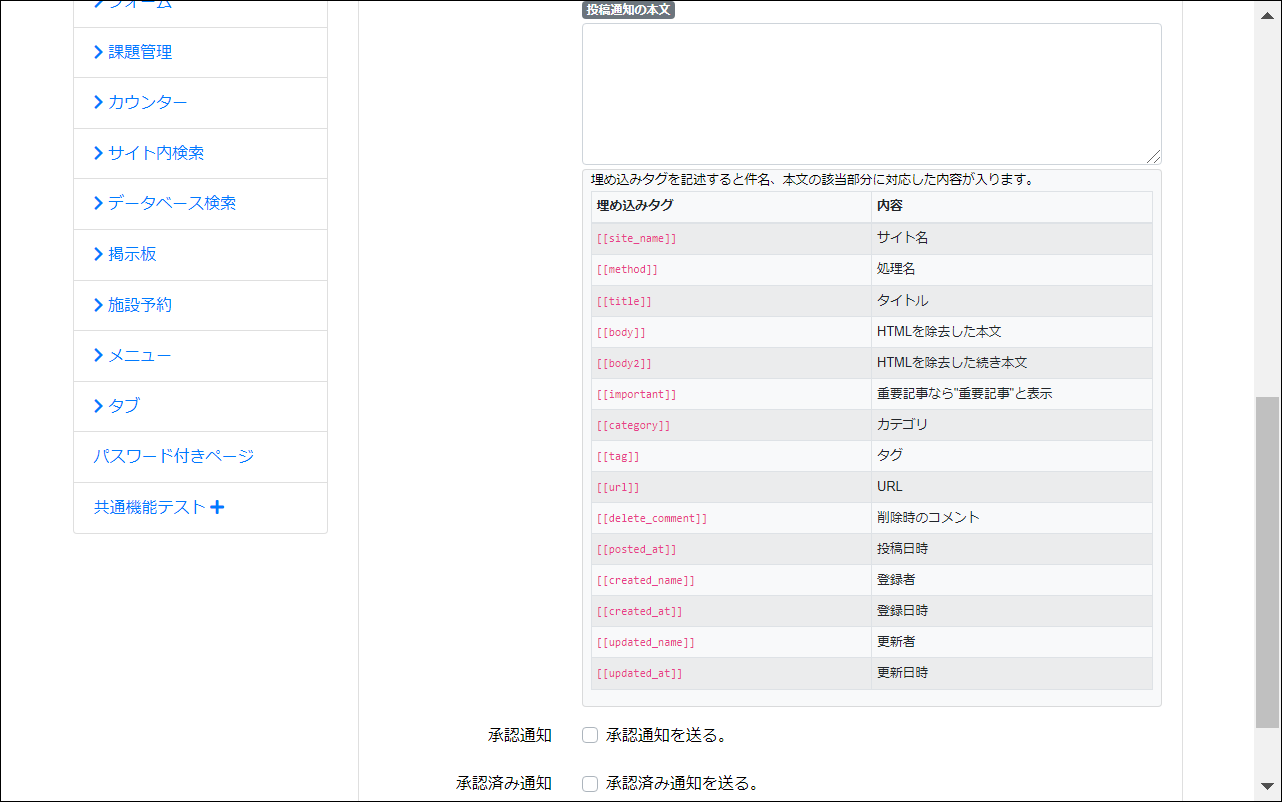 フォーム
課題管理
カウンター
サイト内検索
データベース検索
掲示板
施設予約
メニュー
タブ
パスワード付きページ
共通機能テスト
投稿通知の本文
埋め込みタグを記述すると件名、本文の該当部分に対応した内容が入ります。
埋め込みタグ 内容
[[site_name]] サイト名
[[method]] 処理名
[[title]] タイトル
[[body]] HTMLを除去した本文
[[body2]] HTMLを除去した続き本文
[[important]] 重要記事なら"重要記事"と表示
[[category]] カテゴリ
[[tag]] タグ
[[url]] URL
[[delete_comment]] 削除時のコメント
[[posted_at]] 投稿日時
[[created_name]] 登録者
[[created_at]] 登録日時
[[updated_name]] 更新者
[[updated_at]] 更新日時
承認通知 承認通知を送る。
承認済み通知 承認済み通知を送る。